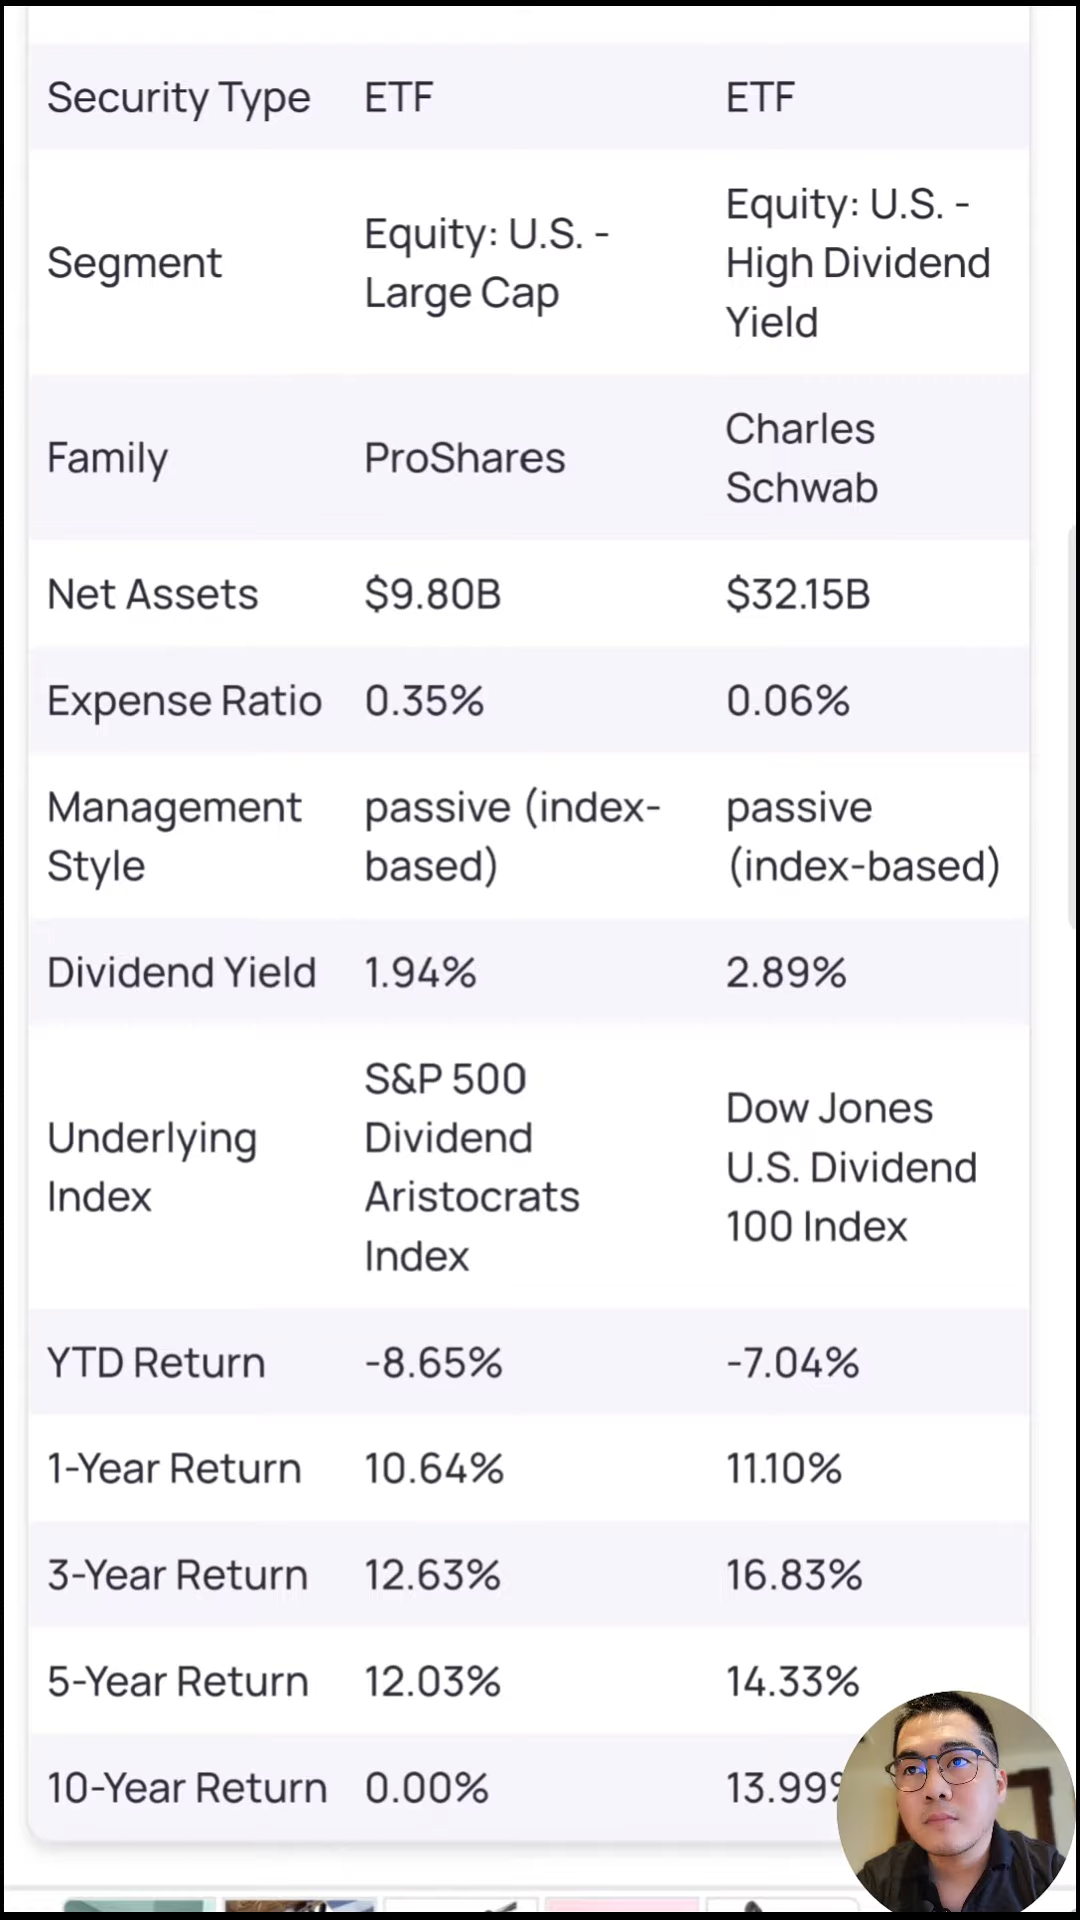 Security Type ETF ETF
Segment
Equity: U.S. -
Large Cap
Equity: U.S. -
High Dividend
Yield
Family ProShares
Charles
Schwab
Net Assets $9.80B $32.15B
Expense Ratio 0.35% 0.06%
Management
Style
passive (index-
based)
passive
(index-based)
Dividend Yield 1.94% 2.89%
Underlying
Index
S&P 500
Dividend
Aristocrats
Index
Dow Jones
U.S. Dividend
100 Index
YTD Return -8.65% -7.04%
1-Year Return 10.64% 11.10%
3-Year Return 12.63% 16.83%
5-Year Return 12.03% 14.33%
10-Year Return 0.00% 13.99%